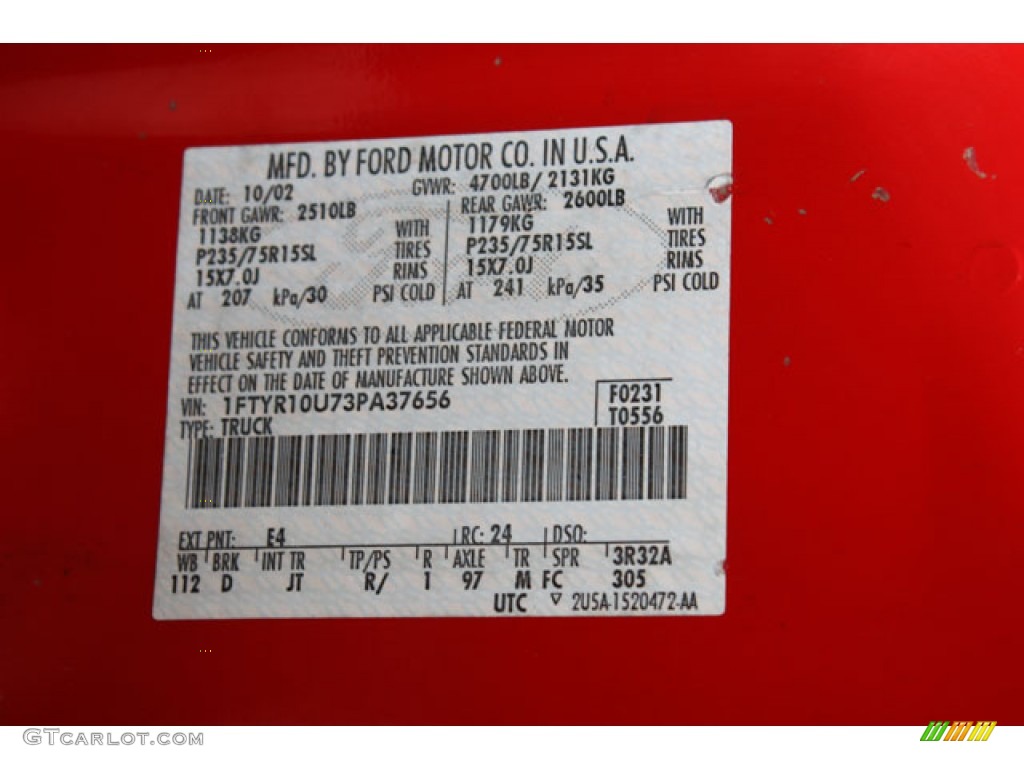 MFD. BY FORD MOTOR CO. IN U.S.A.
DATE: 10/02 GVWR: 4700LB/ 2131KG
FRONT GAWR: 2510LB REAR GAWR: 2600LB
1138KG WITH 1179KG WITH
P235/75R15SL TIRES P235/75R15SL TIRES
15X7.0J RIMS 15X7.0J RIMS
AT 207 kPa/30 PSI COLD AT 241 kPa/35 PSI COLD
THIS VEHICLE CONFORMS TO ALL APPLICABLE FEDERAL MOTOR
VEHICLE SAFETY AND THEFT PREVENTION STANDARDS IN
EFFECT ON THE DATE OF MANUFACTURE SHOWN ABOVE.
VIN: 1FTYR10U73PA37656 F0231
TYPE: TRUCK T0556
EXT PNT: E4 RC: 24 DSO:
WB BRK INT TR TP/PS R AXLE TR SPR 3R32A
112 D JT R/ 1 97 M FC 305
UTC ▽ 2U5A-1520472-AA
GTCARLOT.COM